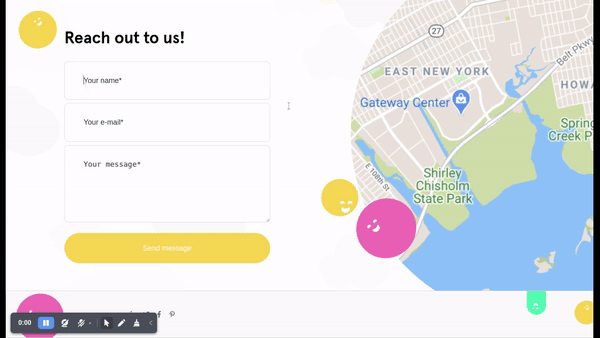 Reach out to us!
Your name*
Your e-mail*
Your message*
Send message
27
Belt Pkwy
EAST NEW YORK
HOWA
Gateway Center
Spring
Creek P
E 108th St
Shirley
Chisholm
State Park
0:00